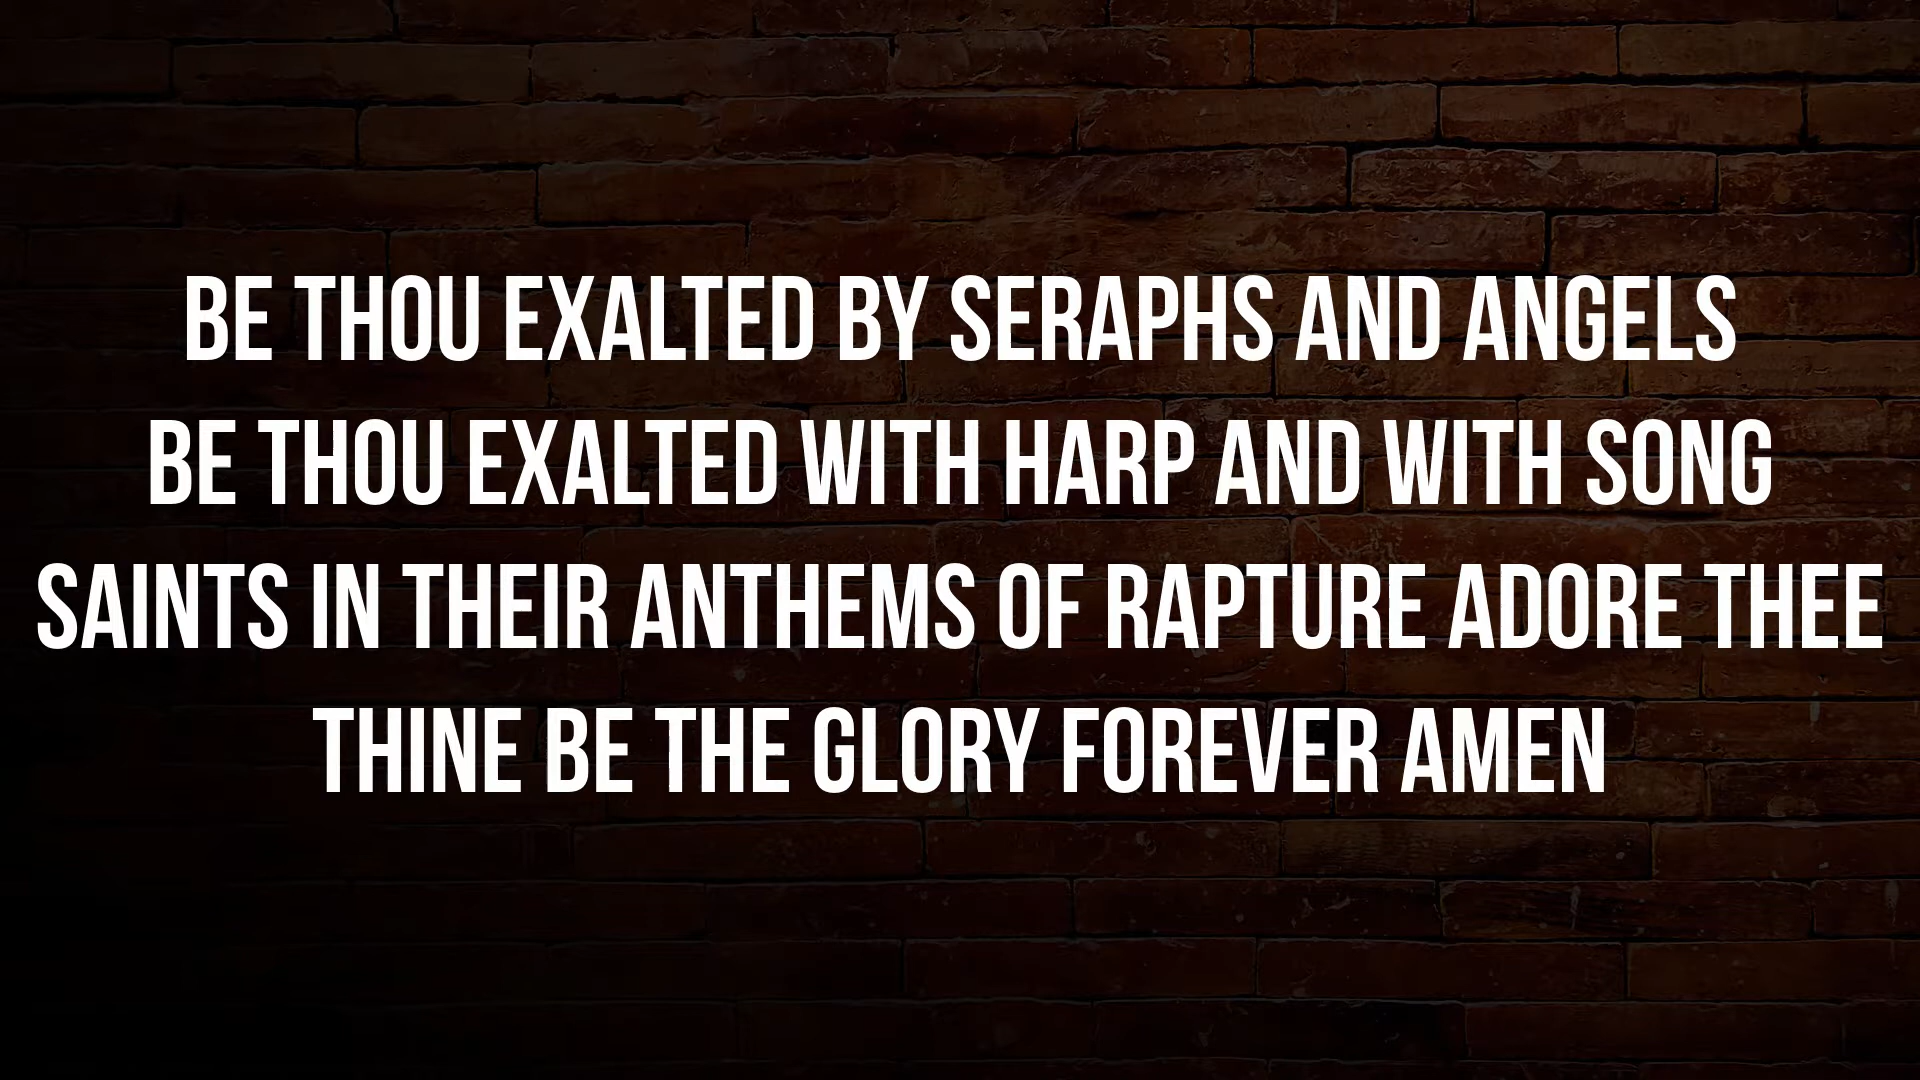 BE THOU EXALTED BY SERAPHS AND ANGELS
BE THOU EXALTED WITH HARP AND WITH SONG
SAINTS IN THEIR ANTHEMS OF RAPTURE ADORE THEE
THINE BE THE GLORY FOREVER AMEN